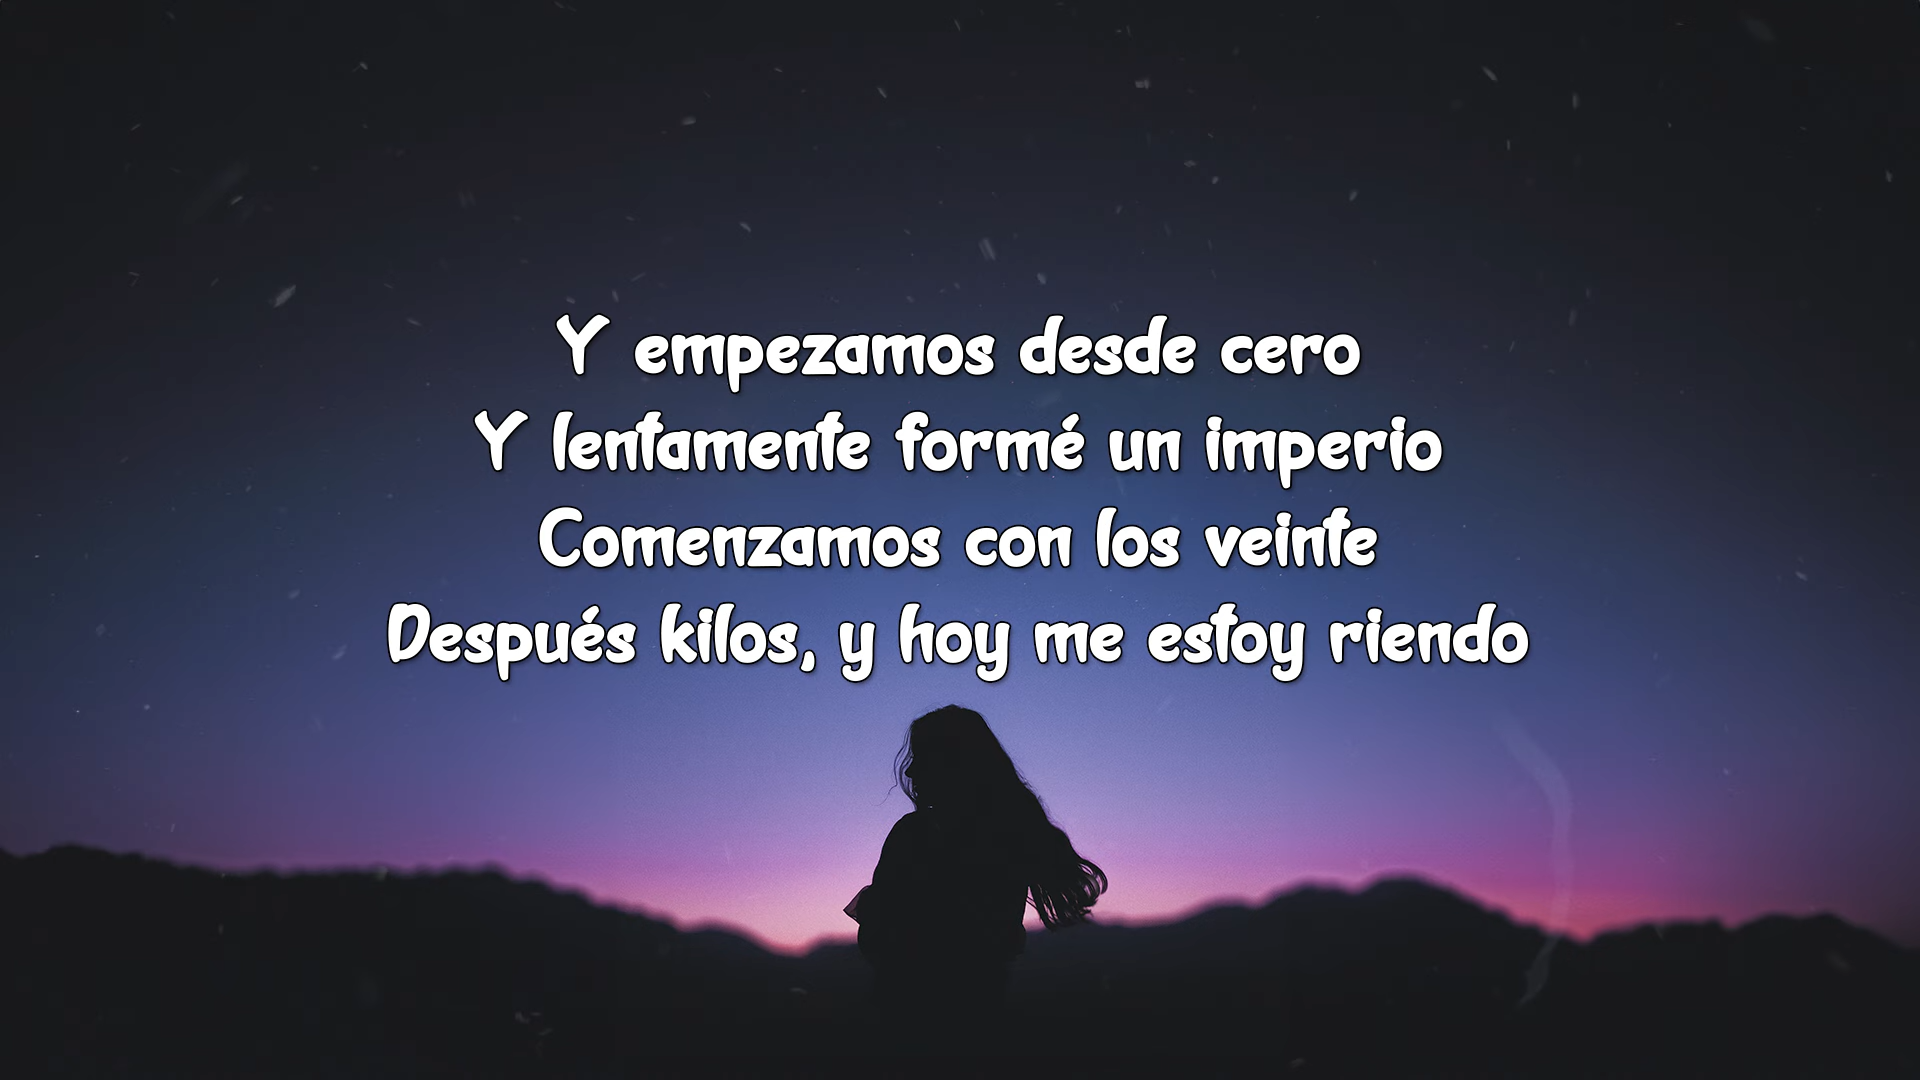 Y empezamos desde cero
Y lentamente formé un imperio
Comenzamos con los veinte
Después kilos, y hoy me estoy riendo